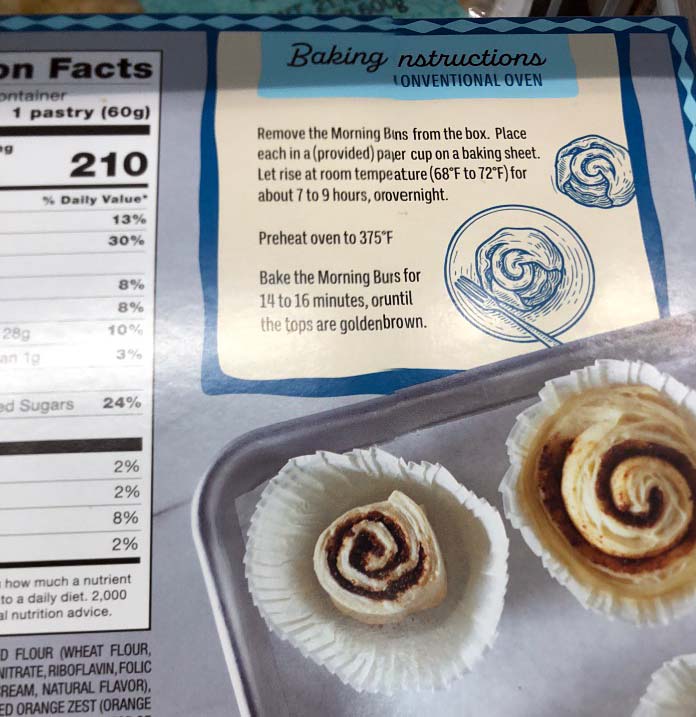 on Facts
ontainer
1 pastry (60g)
210
% Daily Value*
13%
30%
8%
8%
28g 10%
an 1g 3%
ed Sugars 24%
2%
2%
8%
2%
how much a nutrient
to a daily diet. 2,000
al nutrition advice.
D FLOUR (WHEAT FLOUR,
NITRATE, RIBOFLAVIN, FOLIC
REAM, NATURAL FLAVOR),
ED ORANGE ZEST (ORANGE
Baking nstructions
ONVENTIONAL OVEN
Remove the Morning Bns from the box. Place
each in a (provided) paer cup on a baking sheet.
Let rise at room tempeature (68°F to 72°F) for
about 7 to 9 hours, orovernight.
Preheat oven to 375°F
Bake the Morning Burs for
14 to 16 minutes, oruntil
the tops are goldenbrown.